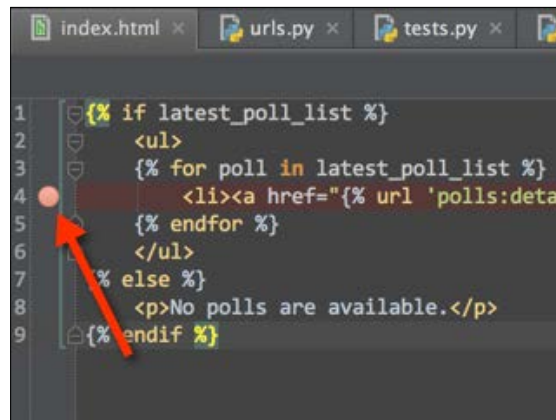 index.html × urls.py × tests.py ×
1 {% if latest_poll_list %}
2 <ul>
3 {% for poll in latest_poll_list %}
4 <li><a href="{% url 'polls:deta
5 {% endfor %}
6 </ul>
7 {% else %}
8 <p>No polls are available.</p>
9 {% endif %}